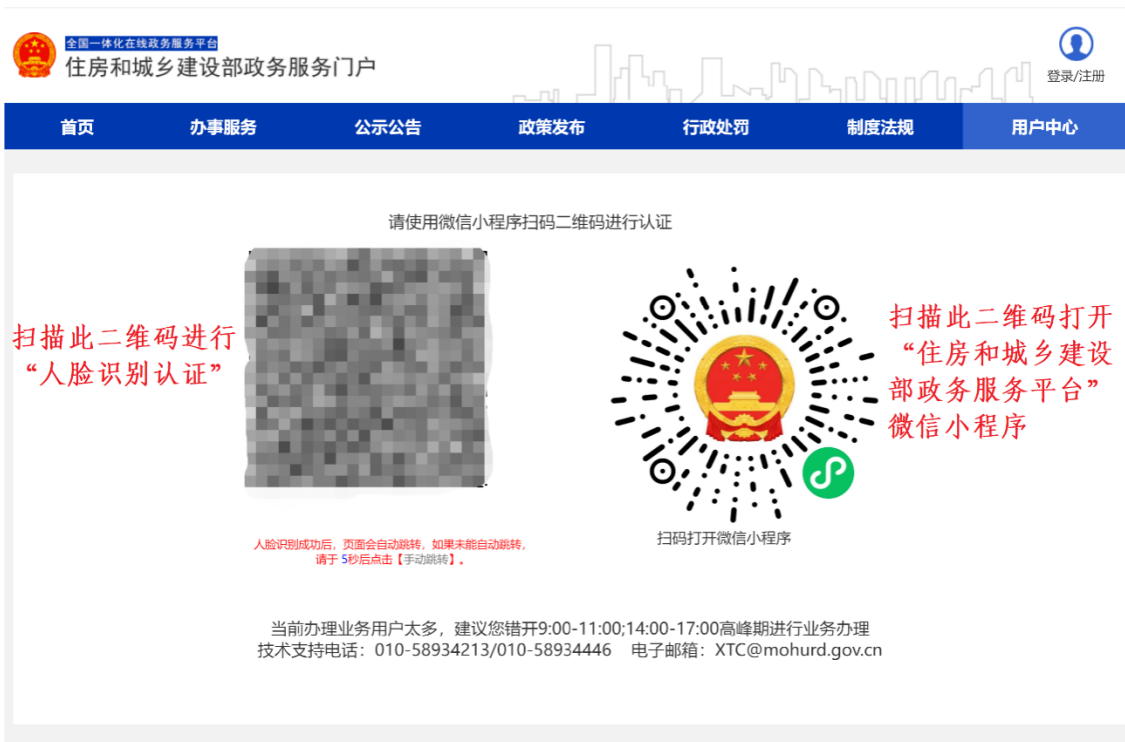 全国一体化在线政务服务平台
住房和城乡建设部政务服务门户
登录/注册
首页 办事服务 公示公告 政策发布 行政处罚 制度法规 用户中心
请使用微信小程序扫码二维码进行认证
扫描此二维码进行
“人脸识别认证”
扫描此二维码打开
“住房和城乡建设
部政务服务平台”
微信小程序
扫码打开微信小程序
人脸识别成功后，页面会自动跳转，如果未能自动跳转，
请于 5秒后点击【手动跳转】。
当前办理业务用户太多，建议您错开9:00-11:00;14:00-17:00高峰期进行业务办理
技术支持电话：010-58934213/010-58934446 电子邮箱：XTC@mohurd.gov.cn